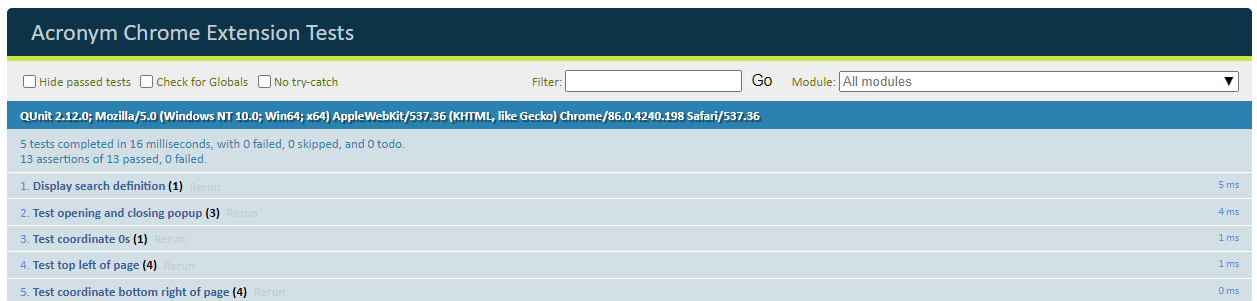 Acronym Chrome Extension Tests
Hide passed tests Check for Globals No try-catch Filter: Go Module: All modules ▼
QUnit 2.12.0; Mozilla/5.0 (Windows NT 10.0; Win64; x64) AppleWebKit/537.36 (KHTML, like Gecko) Chrome/86.0.4240.198 Safari/537.36
5 tests completed in 16 milliseconds, with 0 failed, 0 skipped, and 0 todo.
13 assertions of 13 passed, 0 failed.
1. Display search definition (1) Rerun 5 ms
2. Test opening and closing popup (3) Rerun 4 ms
3. Test coordinate 0s (1) Rerun 1 ms
4. Test top left of page (4) Rerun 1 ms
5. Test coordinate bottom right of page (4) Rerun 0 ms